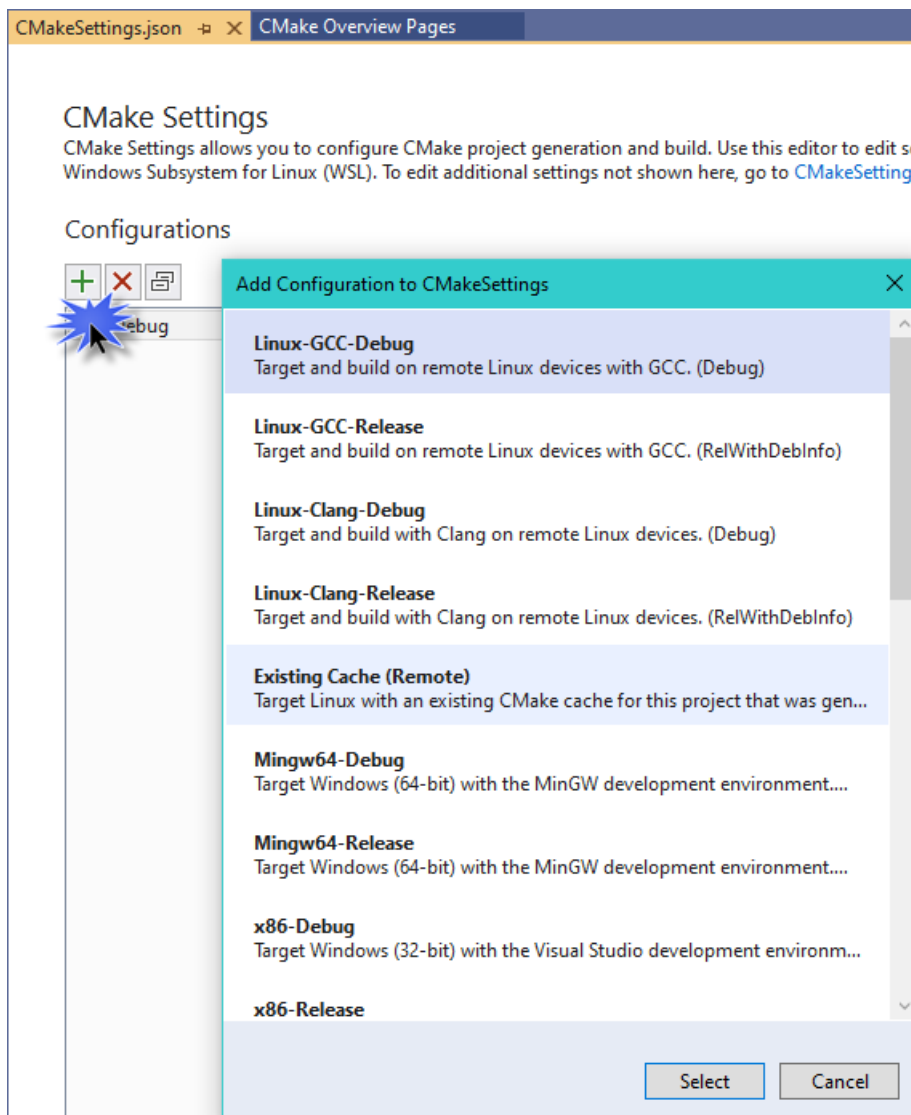 CMakeSettings.json
CMake Overview Pages
CMake Settings
CMake Settings allows you to configure CMake project generation and build. Use this editor to edit
Windows Subsystem for Linux (WSL). To edit additional settings not shown here, go to CMakeSetting
Configurations
Add Configuration to CMakeSettings
ebug
Linux-GCC-Debug
Target and build on remote Linux devices with GCC. (Debug)
Linux-GCC-Release
Target and build on remote Linux devices with GCC. (RelWithDebInfo)
Linux-Clang-Debug
Target and build with Clang on remote Linux devices. (Debug)
Linux-Clang-Release
Target and build with Clang on remote Linux devices. (RelWithDebInfo)
Existing Cache (Remote)
Target Linux with an existing CMake cache for this project that was gen...
Mingw64-Debug
Target Windows (64-bit) with the MinGW development environment....
Mingw64-Release
Target Windows (64-bit) with the MinGW development environment....
x86-Debug
Target Windows (32-bit) with the Visual Studio development environm...
x86-Release
Select
Cancel